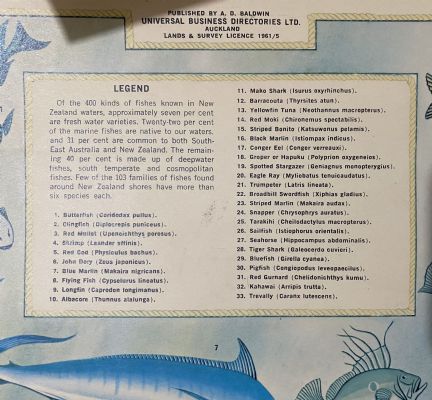 PUBLISHED BY A. D. BALDWIN
UNIVERSAL BUSINESS DIRECTORIES LTD.
AUCKLAND
LANDS & SURVEY LICENCE 1961/5
LEGEND
Of the 400 kinds of fishes known in New
Zealand waters, approximately seven per cent
are fresh water varieties. Twenty-two per cent
of the marine fishes are native to our waters,
and 31 per cent are common to both South-
East Australia and New Zealand. The remain-
ing 40 per cent is made up of deepwater
fishes, south temperate and cosmopolitan
fishes. Few of the 103 families of fishes found
around New Zealand shores have more than
six species each.
1. Butterfish (Coridodax pullus).
2. Clingfish (Diplocrepis puniceus).
3. Red Mullet (Upeneichthys porosus).
4. Shrimp (Leander affinis).
5. Red Cod (Physiculus bachus).
6. John Dory (Zeus japonicus).
7. Blue Marlin (Makaira nigricans).
8. Flying Fish (Cypselurus lineatus).
9. Longfin (Caprodon longimanus).
10. Albacore (Thunnus alalunga).
11. Mako Shark (Isurus oxyrhinchus).
12. Barracouta (Thyrsites atun).
13. Yellowfin Tuna (Neothunnus macropterus).
14. Red Moki (Chironemus spectabilis).
15. Striped Bonito (Katsuwonus pelamis).
16. Black Marlin (Istiompax indicus).
17. Conger Eel (Conger verreauxi).
18. Groper or Hapuku (Polyprion oxygeneios).
19. Spotted Stargazer (Geniagnus monopterygius).
20. Eagle Ray (Myliobatus tenuicaudatus).
21. Trumpeter (Latris lineata).
22. Broadbill Swordfish (Xiphias gladius).
23. Striped Marlin (Makaira audax).
24. Snapper (Chrysophrys auratus).
25. Tarakihi (Cheilodactylus macropterus).
26. Sailfish (Istiophorus orientalis).
27. Seahorse (Hippocampus abdominalis).
28. Tiger Shark (Galeocerdo cuvieri).
29. Bluefish (Girella cyanea).
30. Pigfish (Congiopodus leucopaecilus).
31. Red Gurnard (Chelidonichthys kumu).
32. Kahawai (Arripis trutta).
33. Trevally (Caranx lutescens).
7